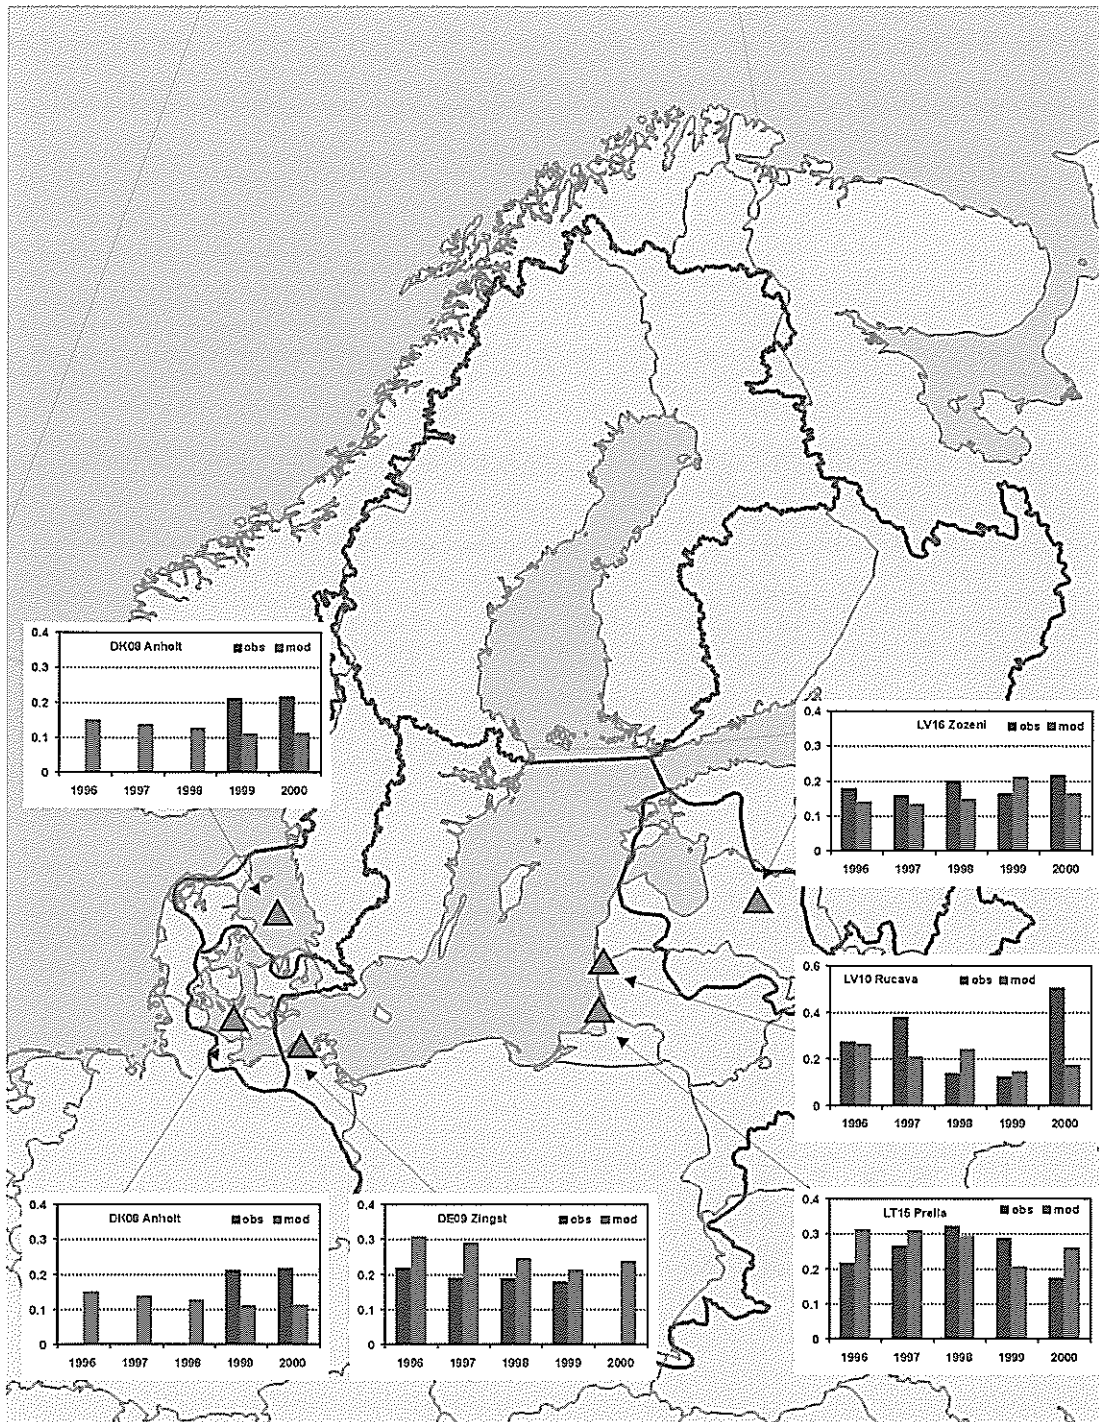 DK08 Anholt obs mod
0.4
0.3
0.2
0.1
0
1996 1997 1998 1999 2000
LV16 Zozeni
obs mod
0.4
0.3
0.2
0.1
0
1996 1997 1998 1999 2000
LV10 Rucava obs mod
0.6
0.4
0.2
0
1996 1997 1998 1999 2000
DK08 Anholt obs mod
0.4
0.3
0.2
0.1
0
1996 1997 1998 1999 2000
DE09 Zingst obs mod
0.4
0.3
0.2
0.1
0
1996 1997 1998 1999 2000
LT15 Preila obs mod
0.4
0.3
0.2
0.1
0
1996 1997 1998 1999 2000